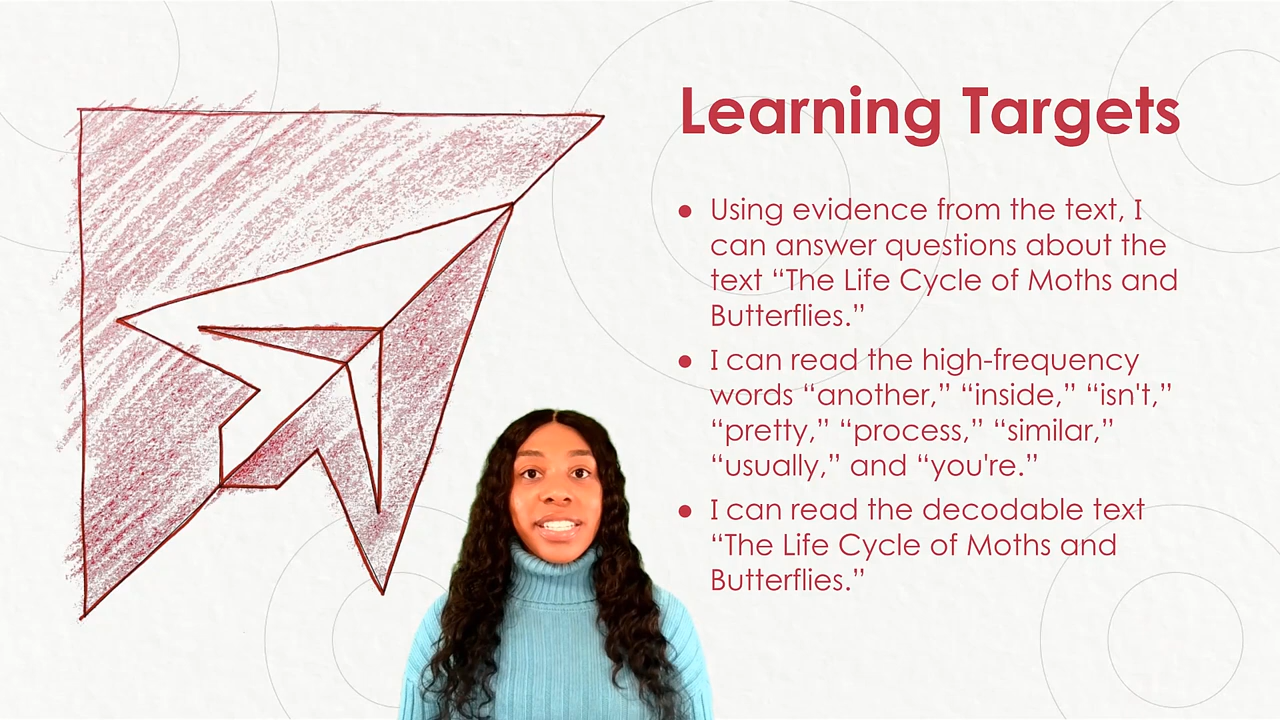 Learning Targets
● Using evidence from the text, I
can answer questions about the
text “The Life Cycle of Moths and
Butterflies.”
● I can read the high-frequency
words “another,” “inside,” “isn't,”
“pretty,” “process,” “similar,”
“usually,” and “you're.”
● I can read the decodable text
“The Life Cycle of Moths and
Butterflies.”